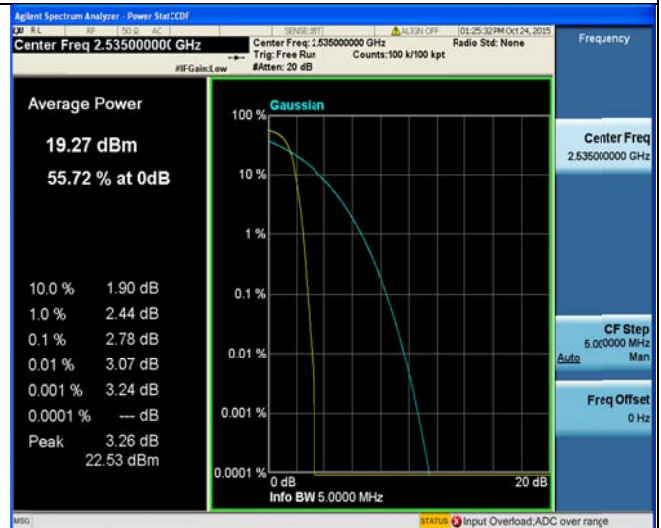 Agilent Spectrum Analyzer - Power Stat CCDF
RL RF 50 Ω AC SENSE:INT ALIGN OFF 01:25:32 PM Oct 24, 2015
Center Freq 2.535000000 GHz
Center Freq: 2.535000000 GHz
Radio Std: None
Trig: Free Run Counts:100 k/100 kpt
#IFGain:Low
#Atten: 20 dB
Frequency
Average Power
19.27 dBm
55.72 % at 0dB
10.0 % 1.90 dB
1.0 % 2.44 dB
0.1 % 2.78 dB
0.01 % 3.07 dB
0.001 % 3.24 dB
0.0001 % --- dB
Peak 3.26 dB
22.53 dBm
Gaussian
100 %
10 %
1 %
0.1 %
0.01 %
0.001 %
0.0001 %
0 dB 20 dB
Info BW 5.0000 MHz
Center Freq
2.535000000 GHz
CF Step
5.000000 MHz
Auto Man
Freq Offset
0 Hz
MSG STATUS Input Overload;ADC over range